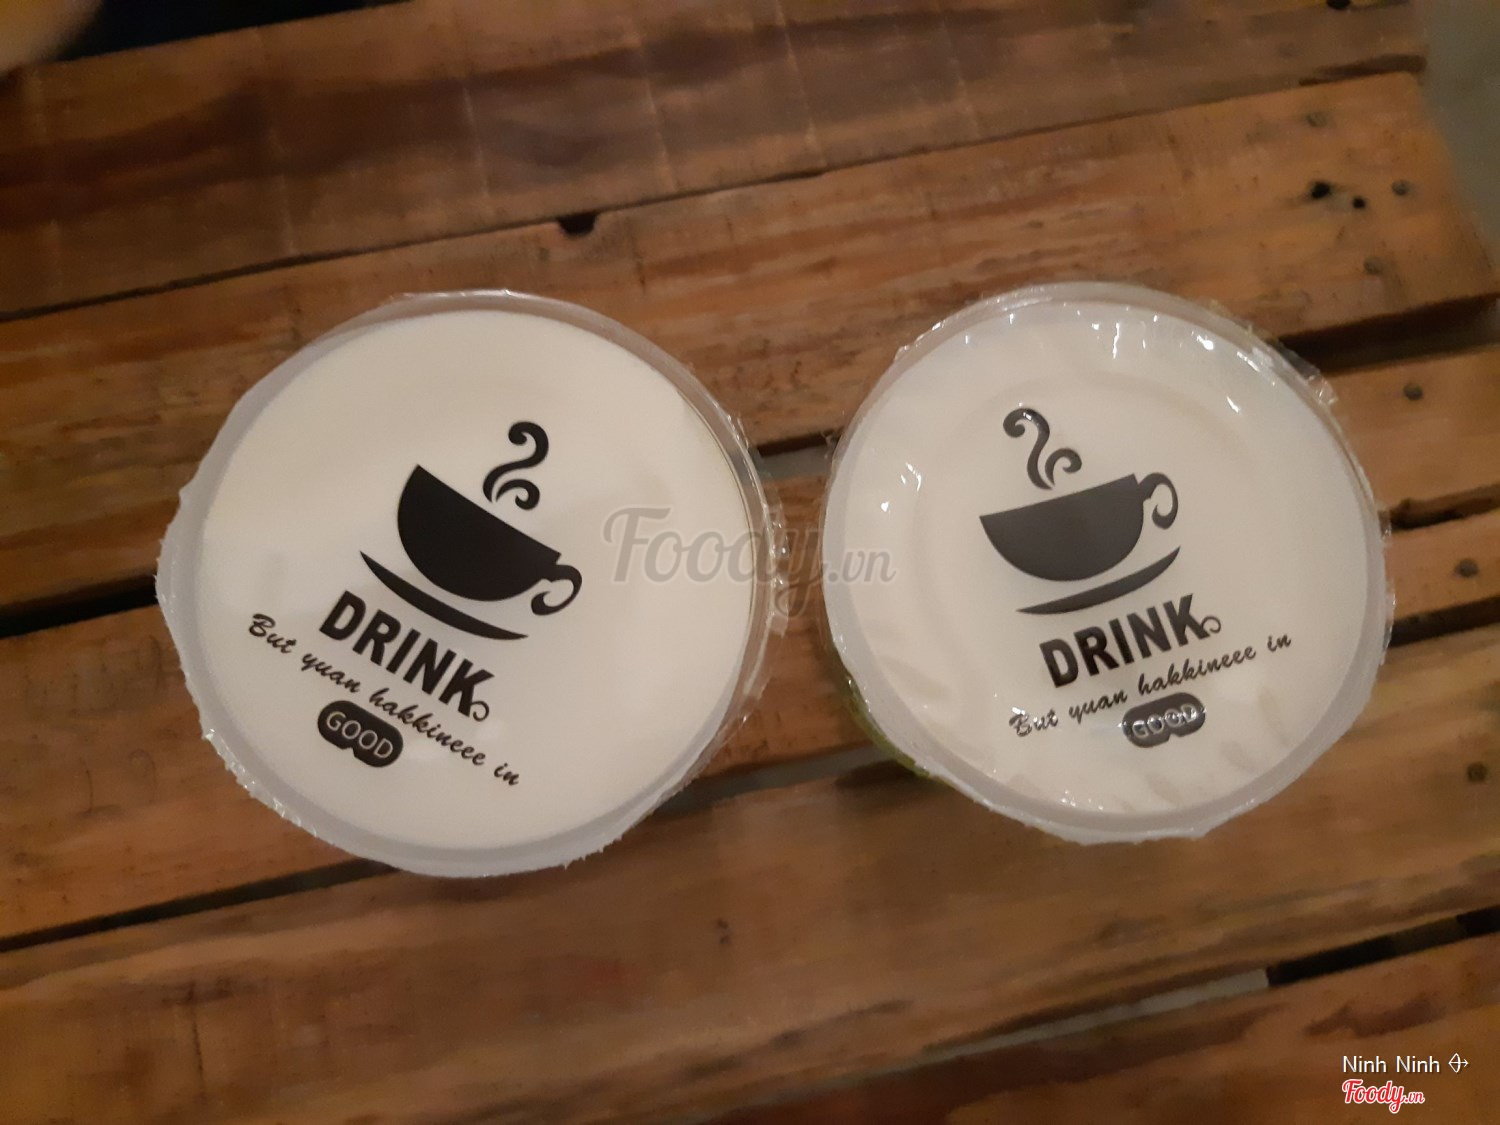 DRINK
But yuan hakkineee in
GOOD
DRINK
But yuan hakkineee in
GOOD
Foody.vn
Ninh Ninh
Foody.vn